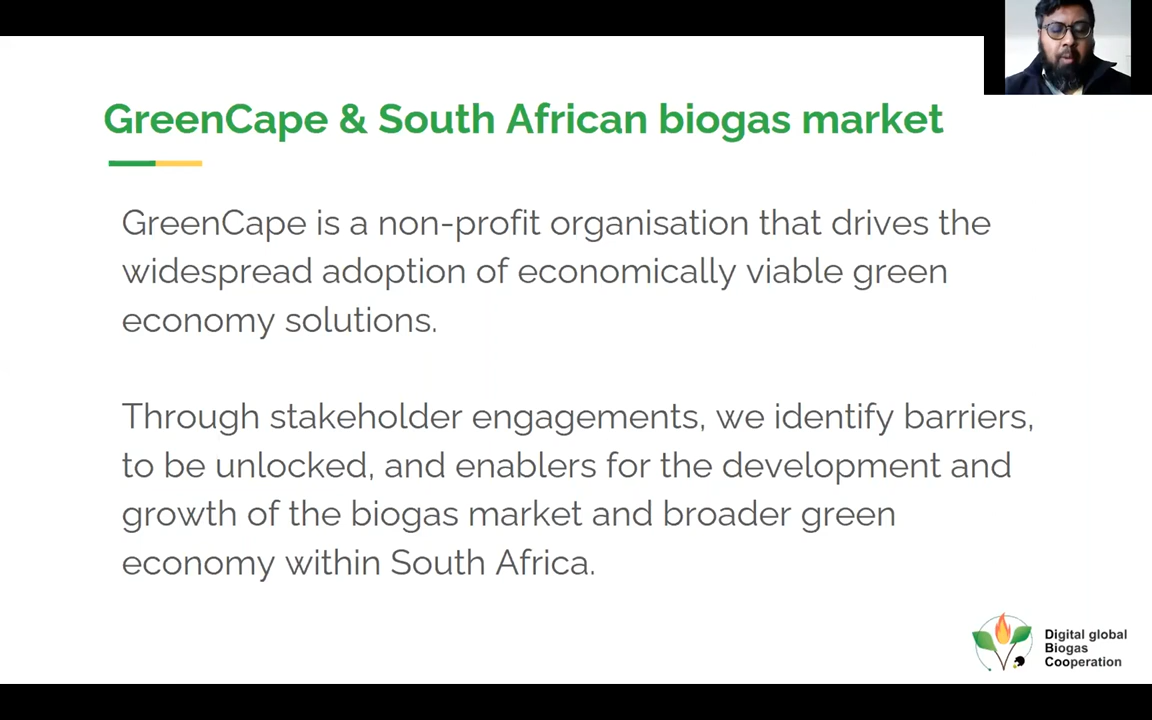 GreenCape & South African biogas market
GreenCape is a non-profit organisation that drives the
widespread adoption of economically viable green
economy solutions.
Through stakeholder engagements, we identify barriers,
to be unlocked, and enablers for the development and
growth of the biogas market and broader green
economy within South Africa.
Digital global
Biogas
Cooperation